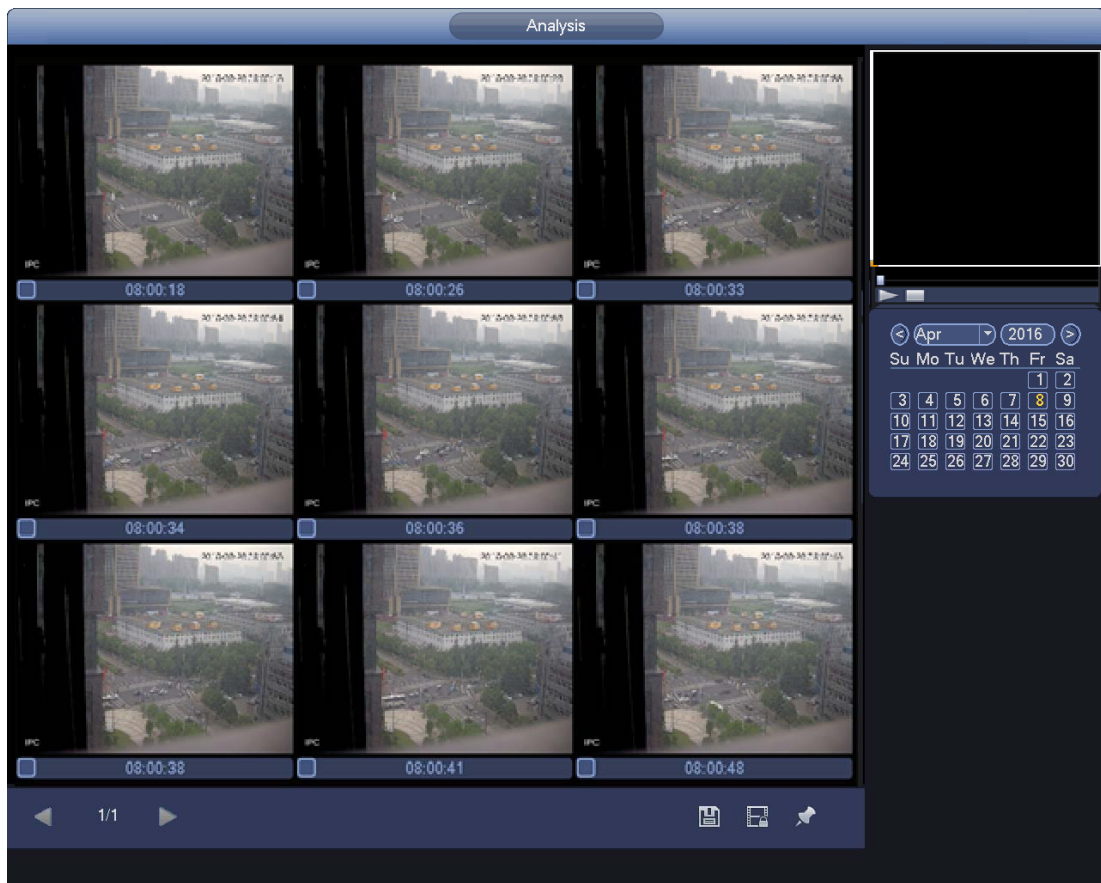 Analysis
IPC IPC IPC
08:00:18 08:00:26 08:00:33
IPC IPC IPC
08:00:34 08:00:36 08:00:38
IPC IPC IPC
08:00:38 08:00:41 08:00:48
1/1
< Apr 2016 >
Su Mo Tu We Th Fr Sa
1 2
3 4 5 6 7 8 9
10 11 12 13 14 15 16
17 18 19 20 21 22 23
24 25 26 27 28 29 30